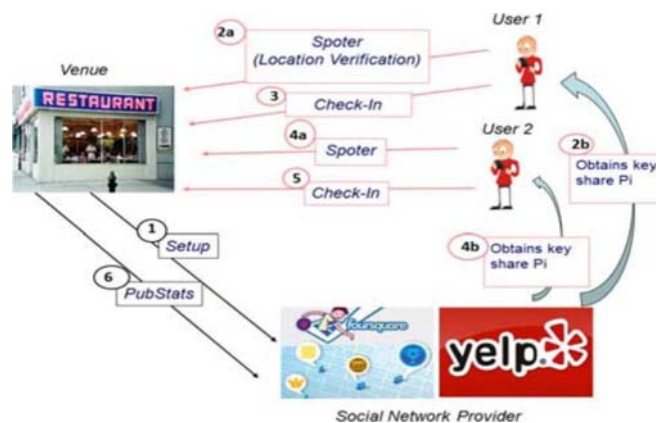 2a
Spoter
(Location Verification)
User 1
Venue
RESTAURANT
3
Check-In
4a
Spoter
User 2
2b
Obtains key
share Pi
5
Check-In
1
Setup
4b
Obtains key
share Pi
6
PubStats
foursquare
yelp
Social Network Provider